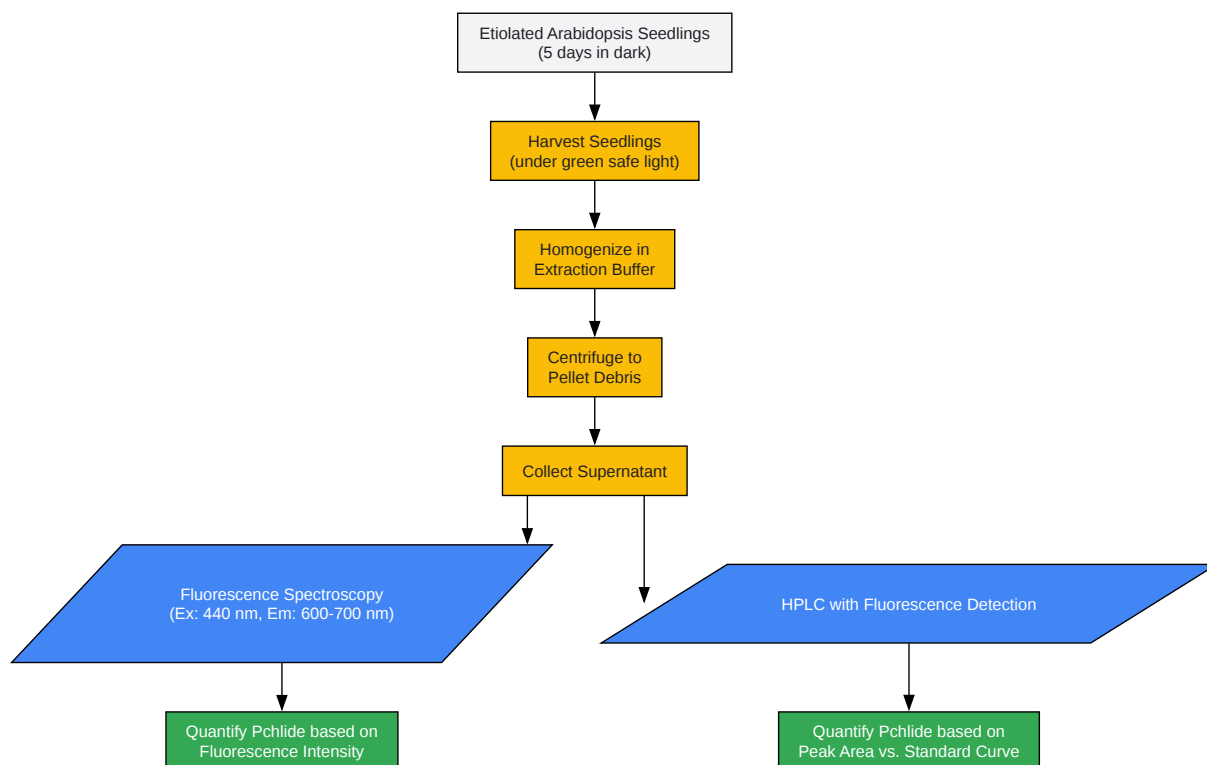 Etiolated Arabidopsis Seedlings
(5 days in dark)
Harvest Seedlings
(under green safe light)
Homogenize in
Extraction Buffer
Centrifuge to
Pellet Debris
Collect Supernatant
Fluorescence Spectroscopy
(Ex: 440 nm, Em: 600-700 nm)
HPLC with Fluorescence Detection
Quantify Pchlide based on
Fluorescence Intensity
Quantify Pchlide based on
Peak Area vs. Standard Curve